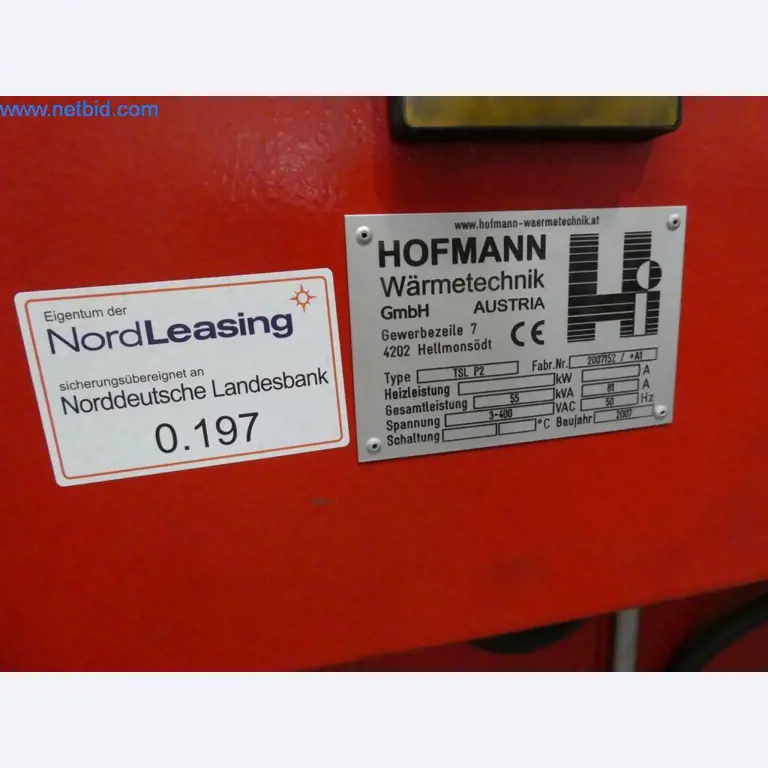 www.netbid.com
Eigentum der
NordLeasing
sicherungsübereignet an
Norddeutsche Landesbank
0.197
www.hofmann-waermetechnik.at
HOFMANN
Wärmetechnik
GmbH AUSTRIA
Gewerbezeile 7
4202 Hellmonsödt
CE
Hi
Type TSL P2 Fabr.Nr. 2007152 / +A1
Heizleistung kW A
Gesamtleistung 55 kVA 81 A
Spannung 3-400 VAC 50 Hz
Schaltung °C Baujahr 2007